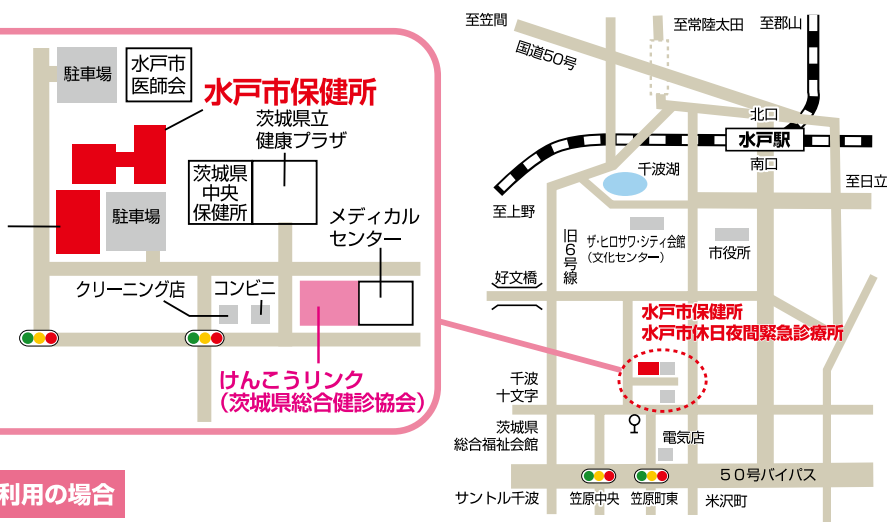 駐車場
水戸市
医師会
水戸市保健所
茨城県立
健康プラザ
茨城県
中央
保健所
駐車場
メディカル
センター
クリーニング店
コンビニ
けんこうリンク
(茨城県総合健診協会)
利用の場合
至笠間
国道50号
至常陸太田
至郡山
北口
水戸駅
南口
千波湖
至日立
至上野
旧6号線
ザ・ヒロサワ・シティ会館
(文化センター)
市役所
好文橋
水戸市保健所
水戸市休日夜間緊急診療所
千波
十文字
茨城県
総合福祉会館
電気店
50号バイパス
サントル千波
笠原中央
笠原町東
米沢町